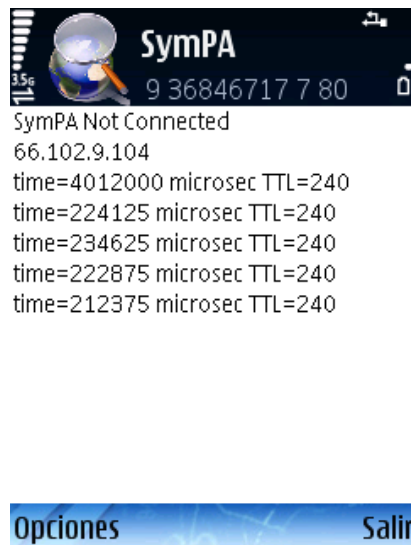 3.5G
SymPA
9 36846717 7 80
SymPA Not Connected
66.102.9.104
time=4012000 microsec TTL=240
time=224125 microsec TTL=240
time=234625 microsec TTL=240
time=222875 microsec TTL=240
time=212375 microsec TTL=240
Opciones
Salir